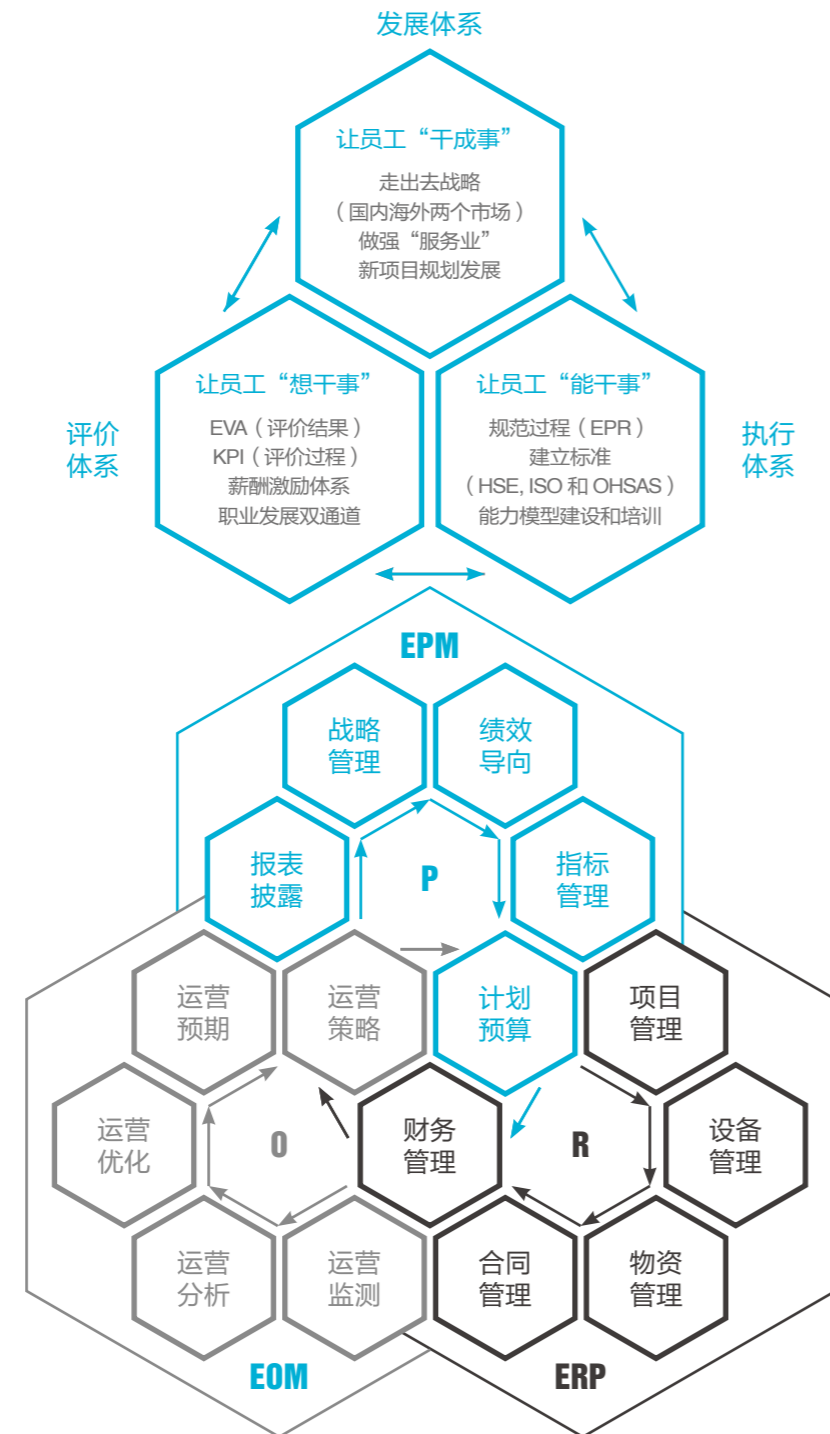 发展体系
让员工“干成事”
走出去战略
（国内海外两个市场）
做强“服务业”
新项目规划发展
评价
体系
让员工“想干事”
EVA（评价结果）
KPI（评价过程）
薪酬激励体系
职业发展双通道
让员工“能干事”
规范过程（EPR）
建立标准
（HSE, ISO 和 OHSAS）
能力模型建设和培训
执行
体系
EPM
战略
管理
绩效
导向
报表
披露
P
指标
管理
运营
预期
运营
策略
计划
预算
项目
管理
运营
优化
O
财务
管理
R
设备
管理
运营
分析
运营
监测
合同
管理
物资
管理
EOM
ERP